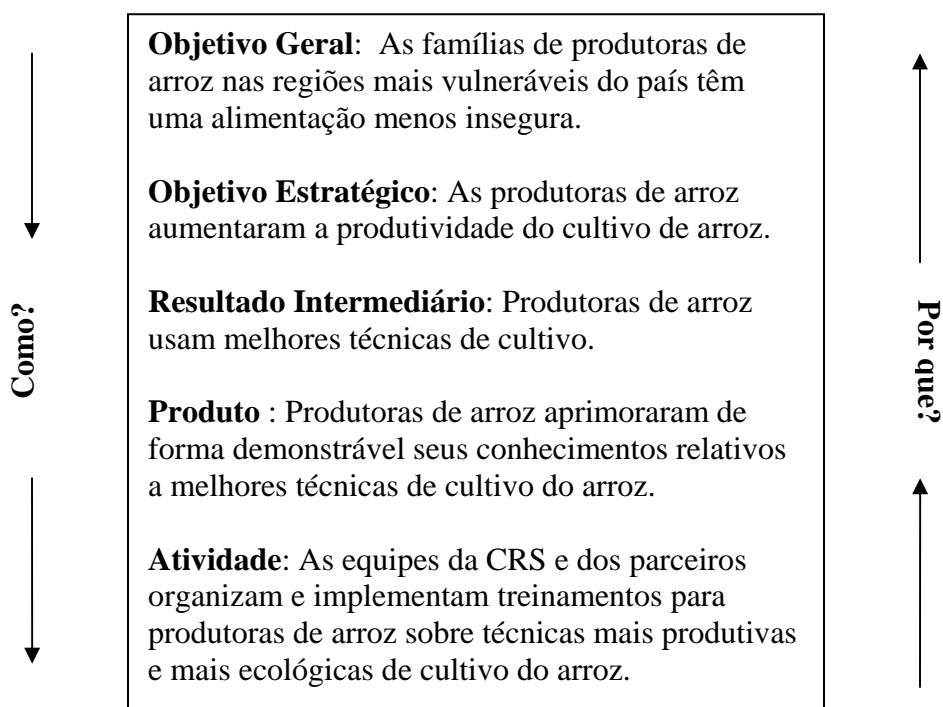 Objetivo Geral:  As famílias de produtoras de
arroz nas regiões mais vulneráveis do país têm
uma alimentação menos insegura.
Objetivo Estratégico: As produtoras de arroz
aumentaram a produtividade do cultivo de arroz.
Resultado Intermediário: Produtoras de arroz
usam melhores técnicas de cultivo.
Produto : Produtoras de arroz aprimoraram de
forma demonstrável seus conhecimentos relativos
a melhores técnicas de cultivo do arroz.
Atividade: As equipes da CRS e dos parceiros
organizam e implementam treinamentos para
produtoras de arroz sobre técnicas mais produtivas
e mais ecológicas de cultivo do arroz.
Como?
Por que?